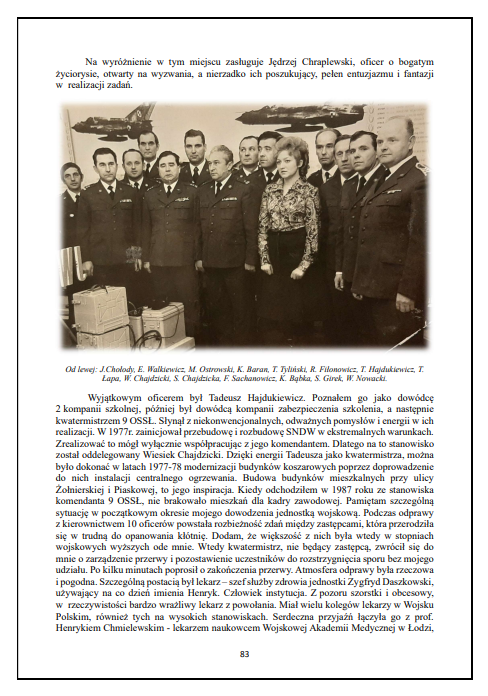 Na wyróżnienie w tym miejscu zasługuje Jędrzej Chraplewski, oficer o bogatym
życiorysie, otwarty na wyzwania, a nierzadko ich poszukujący, pełen entuzjazmu i fantazji
w realizacji zadań.
Od lewej: J.Chołody, E. Walkiewicz, M. Ostrowski, K. Baran, T. Tyliński, R. Filonowicz, T. Hajdukiewicz, T.
Łapa, W. Chajdzicki, S. Chajdzicka, F. Sachanowicz, K. Bąbka, S. Girek, W. Nowacki.
Wyjątkowym oficerem był Tadeusz Hajdukiewicz. Poznałem go jako dowódcę
2 kompanii szkolnej, później był dowódcą kompanii zabezpieczenia szkolenia, a następnie
kwatermistrzem 9 OSSŁ. Słynął z niekonwencjonalnych, odważnych pomysłów i energii w ich
realizacji. W 1977r. zainicjował przebudowę i rozbudowę SNDW w ekstremalnych warunkach.
Zrealizować to mógł wyłącznie współpracując z jego komendantem. Dlatego na to stanowisko
został oddelegowany Wiesiek Chajdzicki. Dzięki energii Tadeusza jako kwatermistrza, można
było dokonać w latach 1977-78 modernizacji budynków koszarowych poprzez doprowadzenie
do nich instalacji centralnego ogrzewania. Budowa budynków mieszkalnych przy ulicy
Żołnierskiej i Piaskowej, to jego inspiracja. Kiedy odchodziłem w 1987 roku ze stanowiska
komendanta 9 OSSŁ, nie brakowało mieszkań dla kadry zawodowej. Pamiętam szczególną
sytuację w początkowym okresie mojego dowodzenia jednostką wojskową. Podczas odprawy
z kierownictwem 10 oficerów powstała rozbieżność zdań między zastępcami, która przerodziła
się w trudną do opanowania kłótnię. Dodam, że większość z nich była wtedy w stopniach
wojskowych wyższych ode mnie. Wtedy kwatermistrz, nie będący zastępcą, zwrócił się do
mnie o zarządzenie przerwy i pozostawienie uczestników do rozstrzygnięcia sporu bez mojego
udziału. Po kilku minutach poprosił o zakończenia przerwy. Atmosfera odprawy była rzeczowa
i pogodna. Szczególną postacią był lekarz – szef służby zdrowia jednostki Zygfryd Daszkowski,
używający na co dzień imienia Henryk. Człowiek instytucja. Z pozoru szorstki i obcesowy,
w rzeczywistości bardzo wrażliwy lekarz z powołania. Miał wielu kolegów lekarzy w Wojsku
Polskim, również tych na wysokich stanowiskach. Serdeczna przyjaźń łączyła go z prof.
Henrykiem Chmielewskim - lekarzem naukowcem Wojskowej Akademii Medycznej w Łodzi,
83